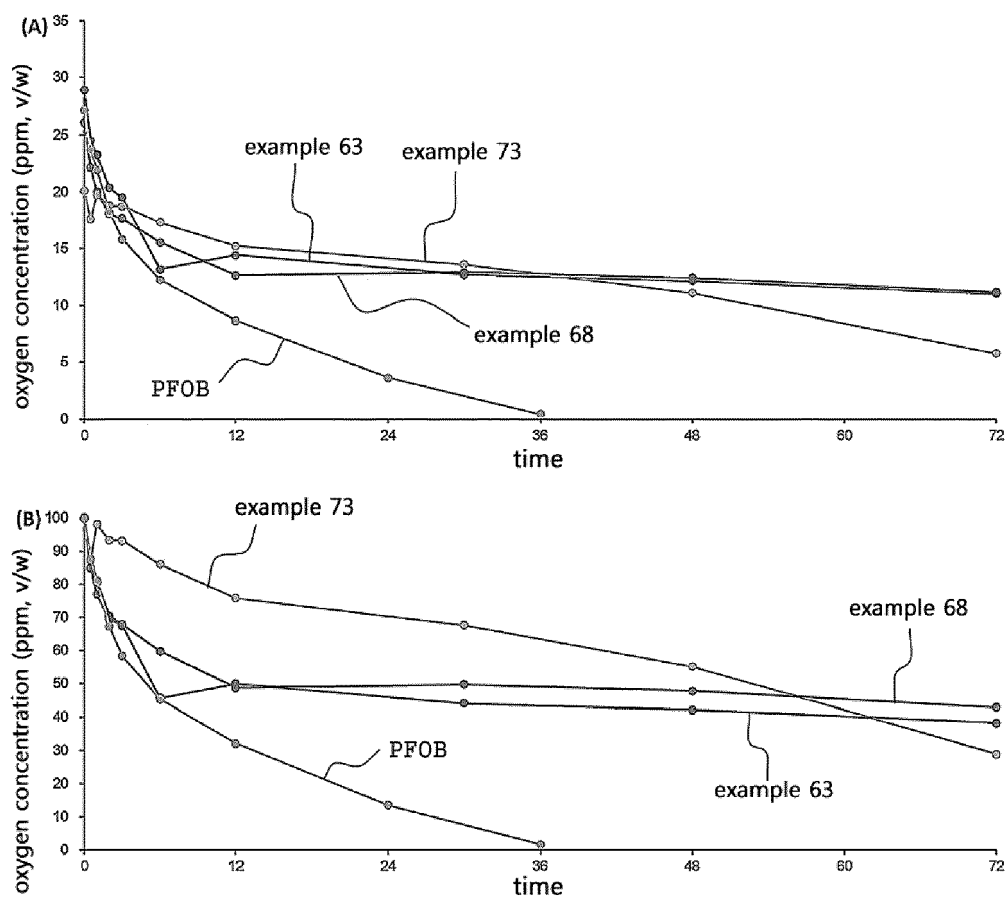 (A)
35
30
25
20
15
10
5
0
oxygen concentration (ppm, v/w)
example 63
example 73
example 68
PFOB
0 12 24 36 48 60 72
time
(B)
100
90
80
70
60
50
40
30
20
10
0
oxygen concentration (ppm, v/w)
example 73
example 68
PFOB
example 63
0 12 24 36 48 60 72
time